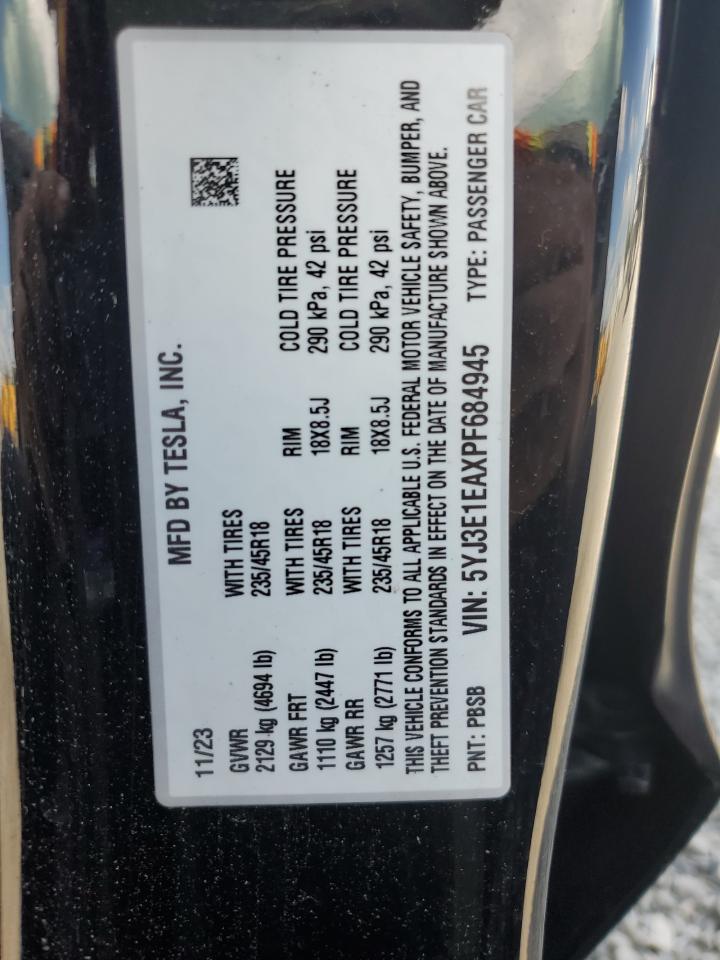 MFD BY TESLA, INC.
11/23
GVWR WITH TIRES
2129 kg (4694 lb) 235/45R18
GAWR FRT WITH TIRES RIM COLD TIRE PRESSURE
1110 kg (2447 lb) 235/45R18 18X8.5J 290 kPa, 42 psi
GAWR RR WITH TIRES RIM COLD TIRE PRESSURE
1257 kg (2771 lb) 235/45R18 18X8.5J 290 kPa, 42 psi
THIS VEHICLE CONFORMS TO ALL APPLICABLE U.S. FEDERAL MOTOR VEHICLE SAFETY, BUMPER, AND
THEFT PREVENTION STANDARDS IN EFFECT ON THE DATE OF MANUFACTURE SHOWN ABOVE.
PNT: PBSB VIN: 5YJ3E1EAXPF684945 TYPE: PASSENGER CAR